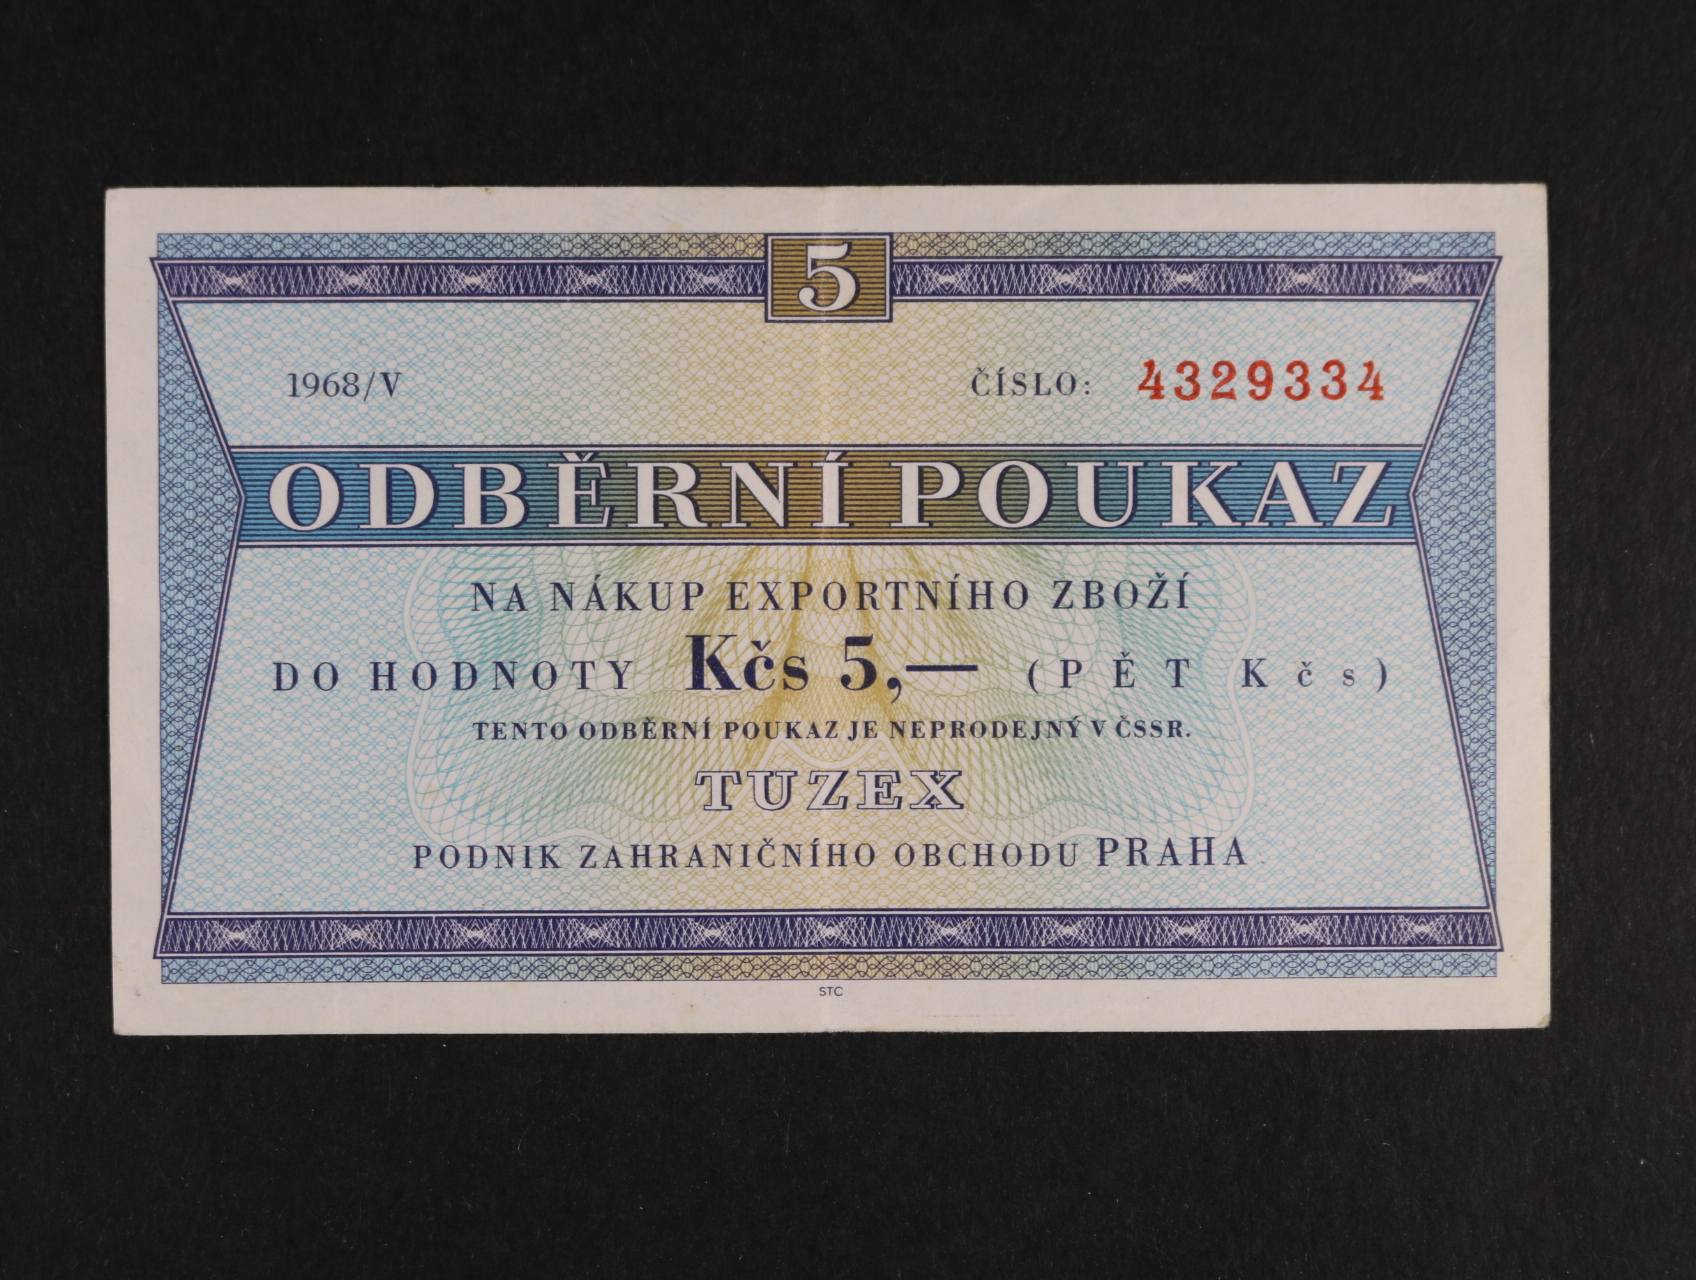 5
1968/V ČÍSLO: 4329334
ODBĚRNÍ POUKAZ
NA NÁKUP EXPORTNÍHO ZBOŽÍ
DO HODNOTY Kčs 5,— (PĚT Kčs)
TENTO ODBĚRNÍ POUKAZ JE NEPRODEJNÝ V ČSSR.
TUZEX
PODNIK ZAHRANIČNÍHO OBCHODU PRAHA
STC